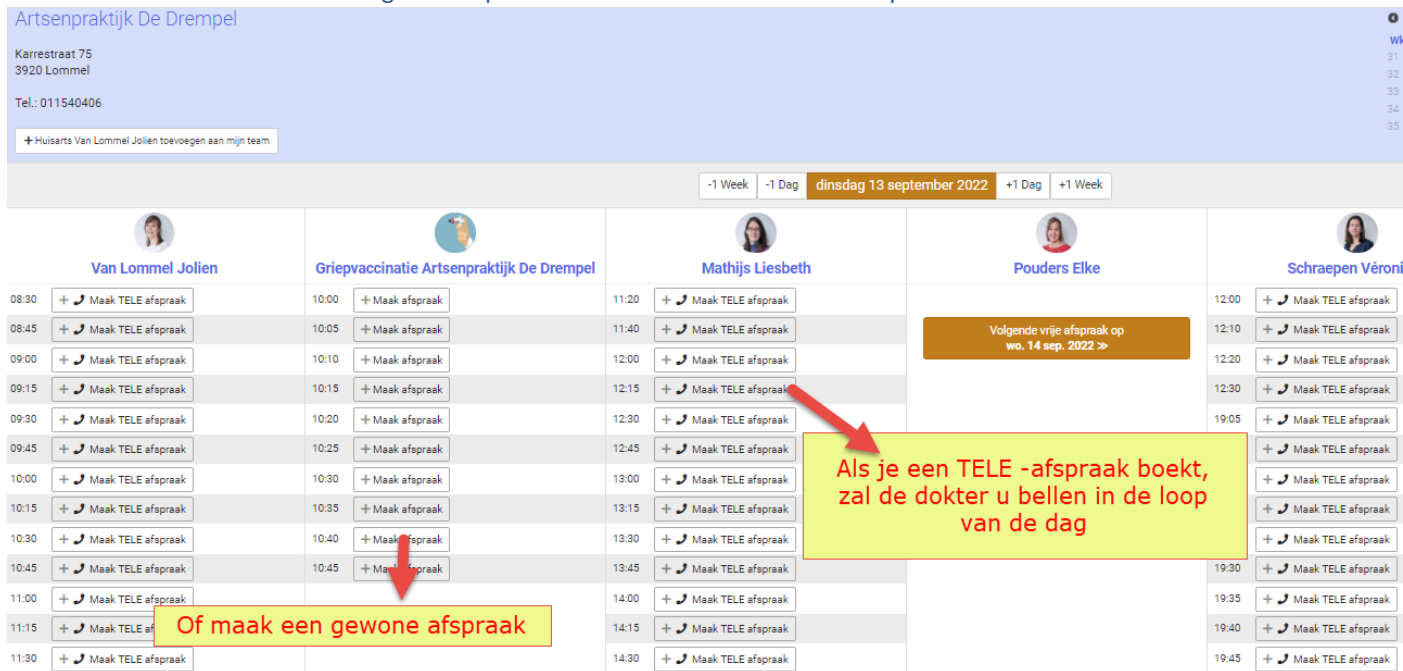 Artsenpraktijk De Drempel
Karrestraat 75
3920 Lommel
Tel.: 011540406
+ Huisarts Van Lommel Jolien toevoegen aan mijn team
Wk
31
32
33
34
35
-1 Week -1 Dag dinsdag 13 september 2022 +1 Dag +1 Week
Van Lommel Jolien
08:30 + Maak TELE afspraak
08:45 + Maak TELE afspraak
09:00 + Maak TELE afspraak
09:15 + Maak TELE afspraak
09:30 + Maak TELE afspraak
09:45 + Maak TELE afspraak
10:00 + Maak TELE afspraak
10:15 + Maak TELE afspraak
10:30 + Maak TELE afspraak
10:45 + Maak TELE afspraak
11:00 + Maak TELE afspraak
11:15 + Maak TELE af
11:30 + Maak TELE afspraak
Griepvaccinatie Artsenpraktijk De Drempel
10:00 + Maak afspraak
10:05 + Maak afspraak
10:10 + Maak afspraak
10:15 + Maak afspraak
10:20 + Maak afspraak
10:25 + Maak afspraak
10:30 + Maak afspraak
10:35 + Maak afspraak
10:40 + Maak afspraak
10:45 + Maak afspraak
Of maak een gewone afspraak
Mathijs Liesbeth
11:20 + Maak TELE afspraak
11:40 + Maak TELE afspraak
12:00 + Maak TELE afspraak
12:15 + Maak TELE afspraak
12:30 + Maak TELE afspraak
12:45 + Maak TELE afspraak
13:00 + Maak TELE afspraak
13:15 + Maak TELE afspraak
13:30 + Maak TELE afspraak
13:45 + Maak TELE afspraak
14:00 + Maak TELE afspraak
14:15 + Maak TELE afspraak
14:30 + Maak TELE afspraak
Pouders Elke
Volgende vrije afspraak op
wo. 14 sep. 2022 ≫
Als je een TELE -afspraak boekt,
zal de dokter u bellen in de loop
van de dag
Schraepen Véroni
12:00 + Maak TELE afspraak
12:10 + Maak TELE afspraak
12:20 + Maak TELE afspraak
12:30 + Maak TELE afspraak
19:05 + Maak TELE afspraak
+ Maak TELE afspraak
+ Maak TELE afspraak
+ Maak TELE afspraak
+ Maak TELE afspraak
19:30 + Maak TELE afspraak
19:35 + Maak TELE afspraak
19:40 + Maak TELE afspraak
19:45 + Maak TELE afspraak